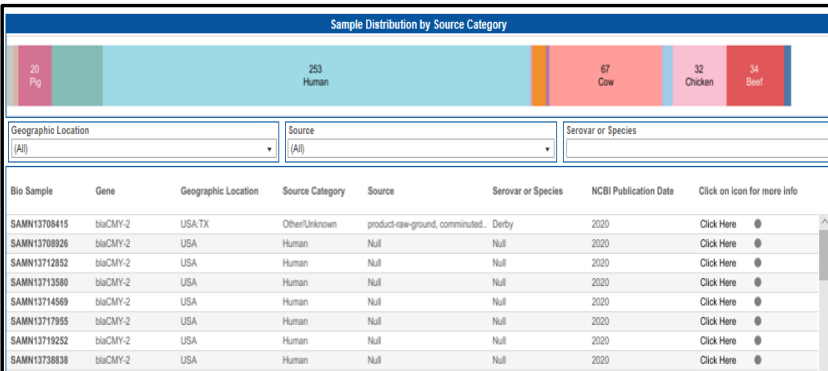 Sample Distribution by Source Category
20 253 67 32 34
Pig Human Cow Chicken Beef
Geographic Location Source Serovar or Species
(All) (All)
Bio Sample Gene Geographic Location Source Category Source Serovar or Species NCBI Publication Date Click on icon for more info
SAMN13708415 blaCMY-2 USA:TX Other/Unknown product-raw-ground, comminuted.. Derby 2020 Click Here
SAMN13708926 blaCMY-2 USA Human Null Null 2020 Click Here
SAMN13712852 blaCMY-2 USA Human Null Null 2020 Click Here
SAMN13713580 blaCMY-2 USA Human Null Null 2020 Click Here
SAMN13714569 blaCMY-2 USA Human Null Null 2020 Click Here
SAMN13717955 blaCMY-2 USA Human Null Null 2020 Click Here
SAMN13719252 blaCMY-2 USA Human Null Null 2020 Click Here
SAMN13738838 blaCMY-2 USA Human Null Null 2020 Click Here